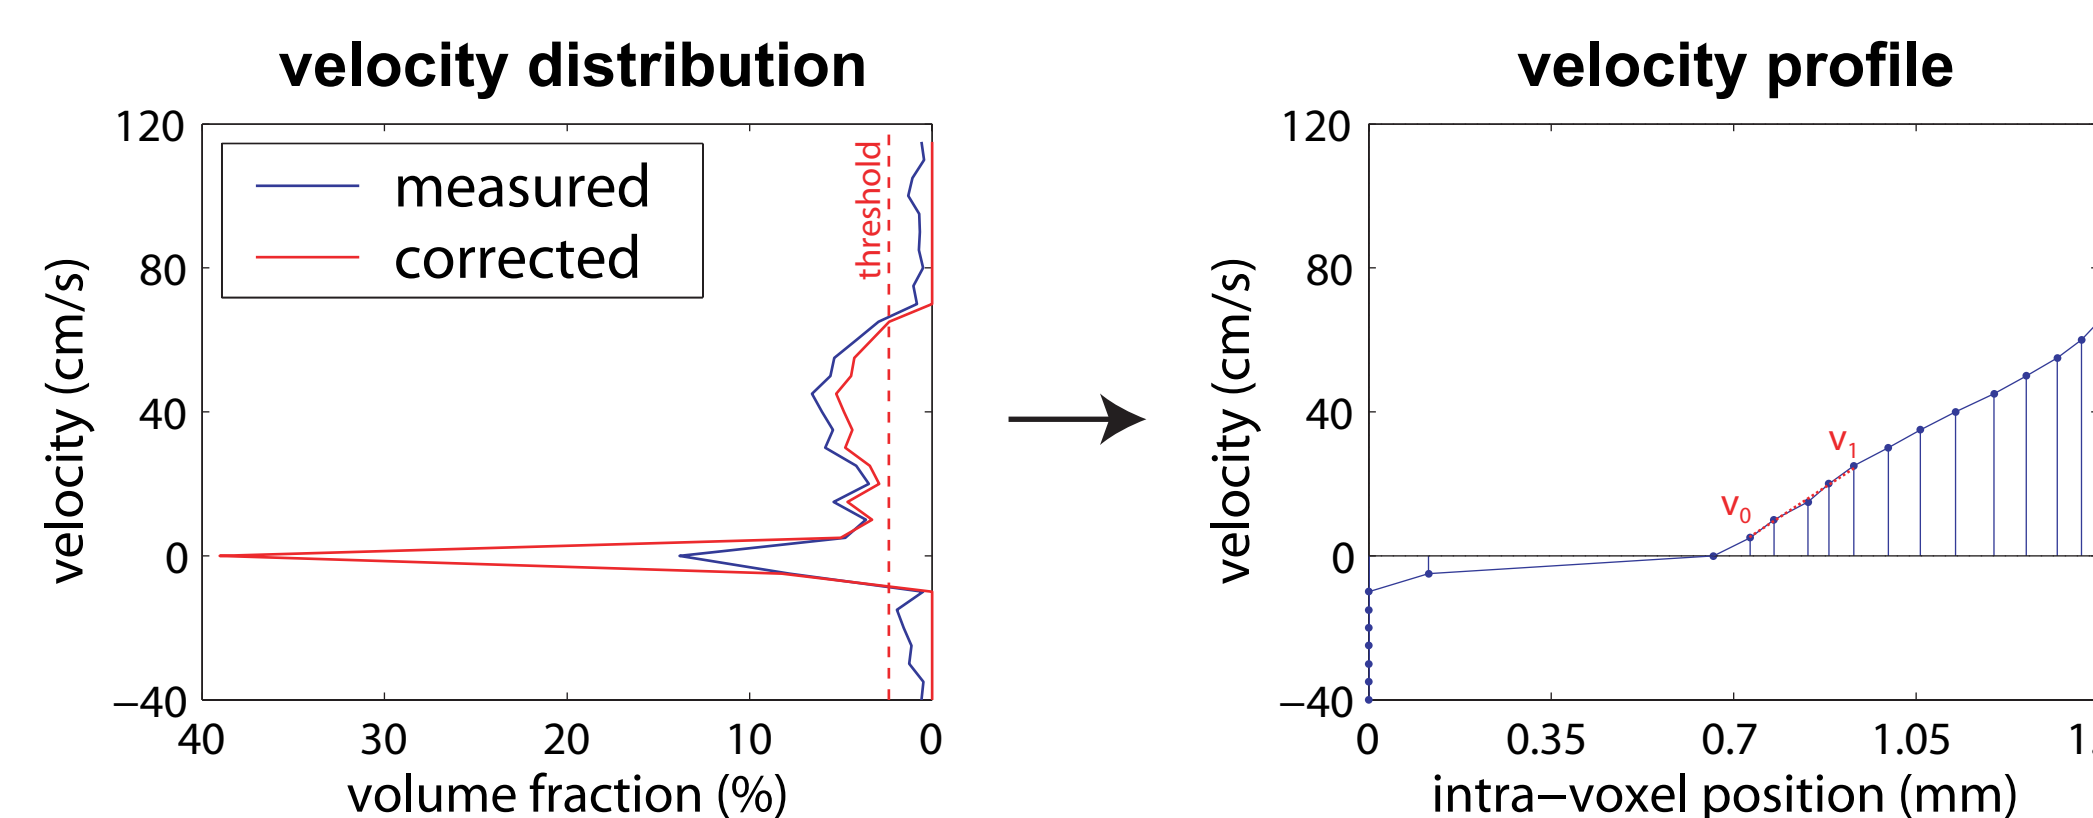 velocity distribution
120
80
40
0
−40
velocity (cm/s)
measured
corrected
threshold
40
30
20
10
0
volume fraction (%)
velocity profile
120
80
40
0
−40
velocity (cm/s)
v1
v0
0
0.35
0.7
1.05
1.
intra−voxel position (mm)